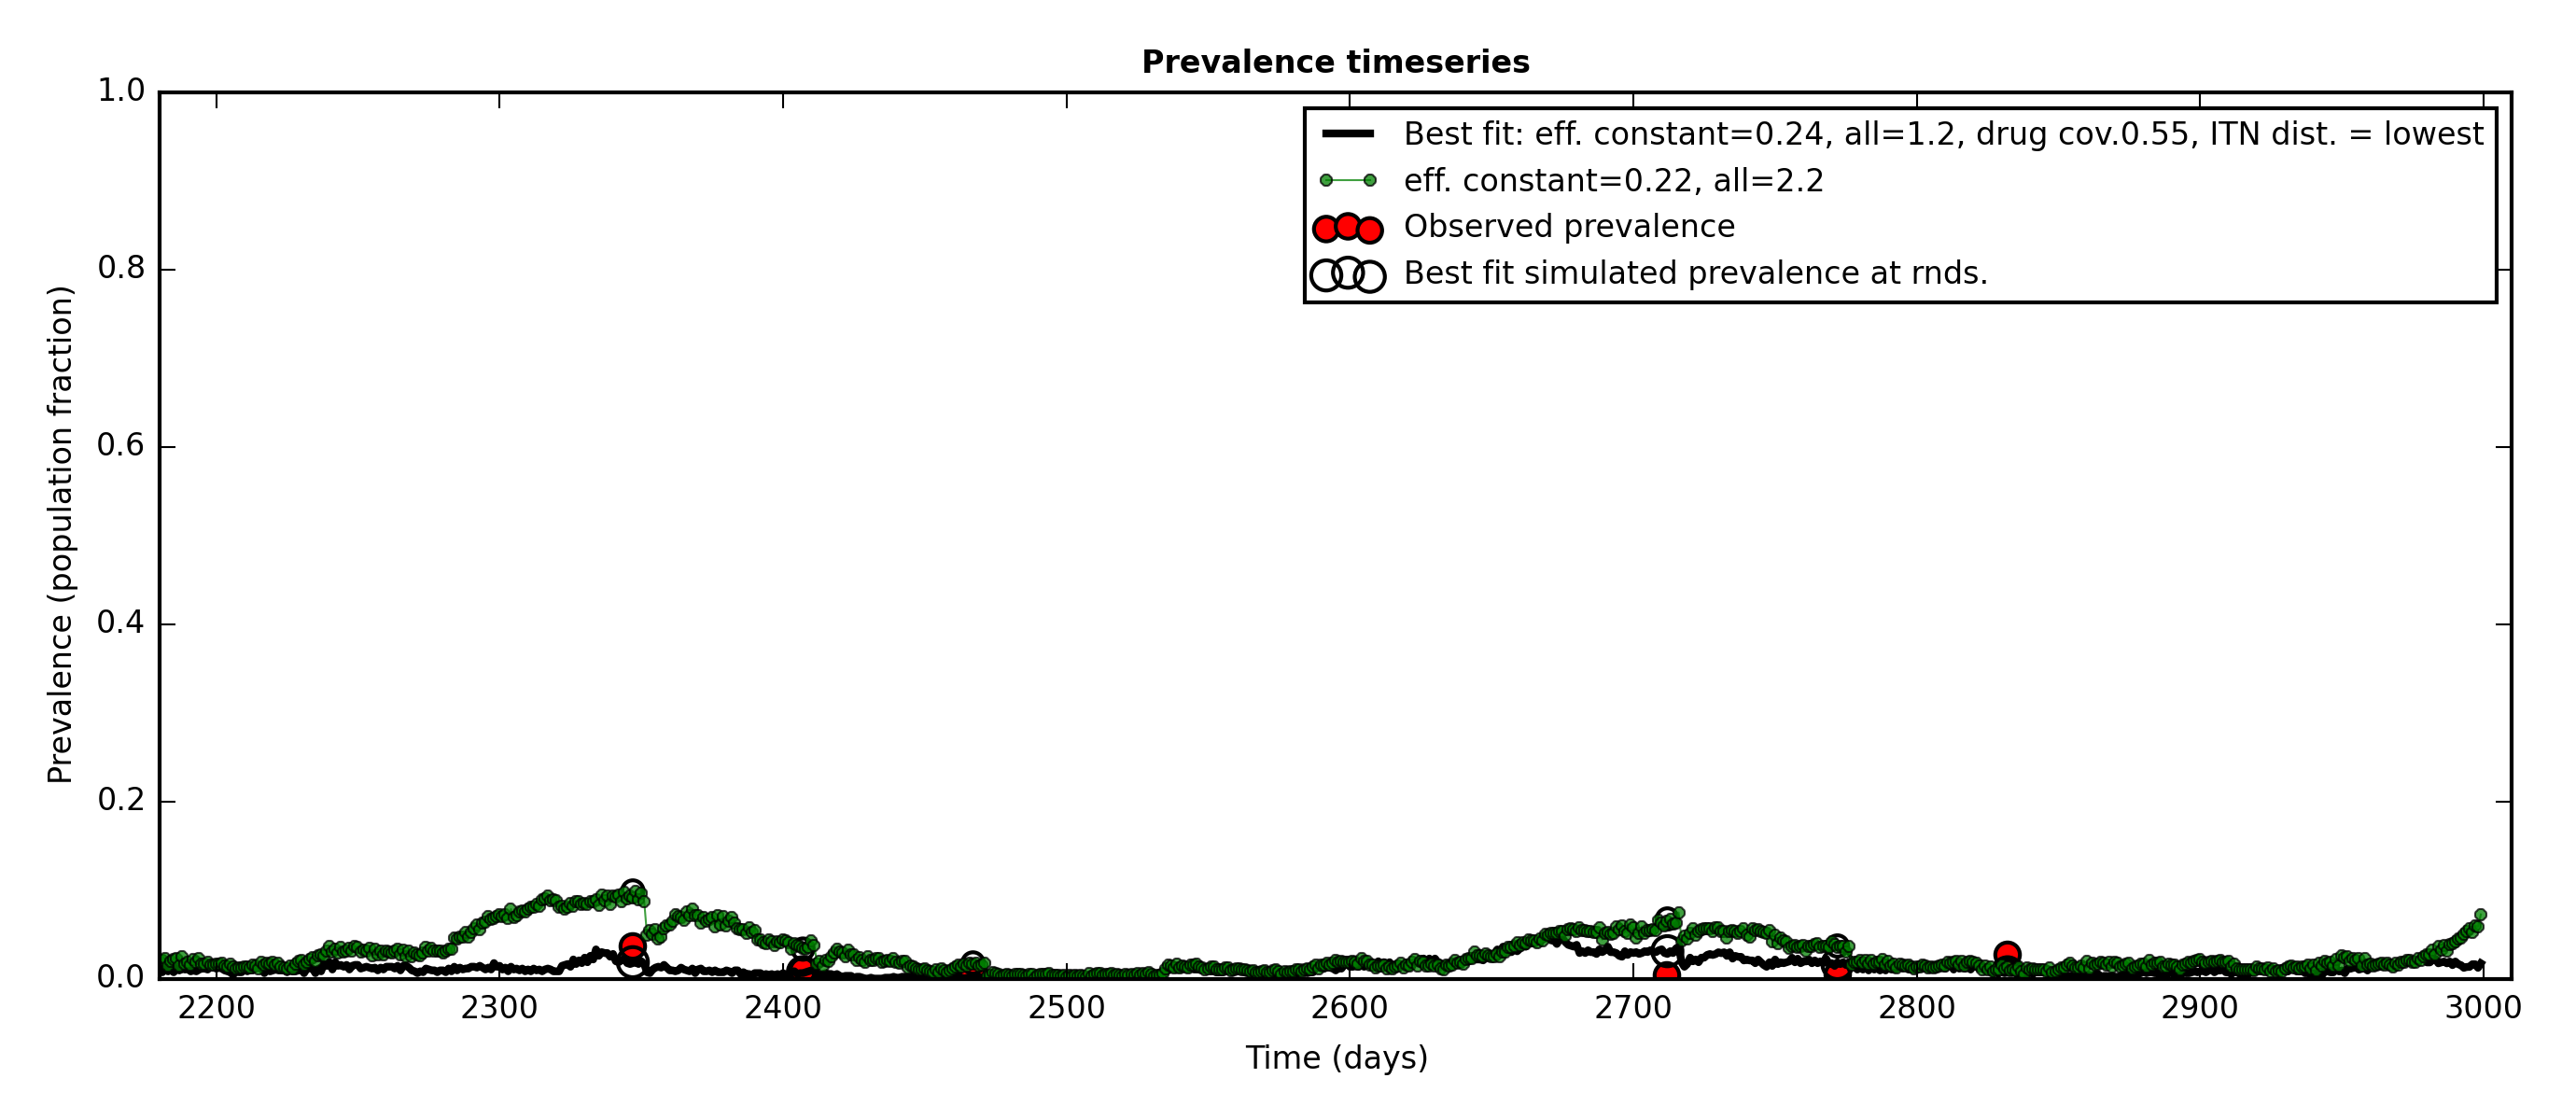 Prevalence timeseries
1.0
0.8
0.6
0.4
0.2
0.0
Prevalence (population fraction)
Best fit: eff. constant=0.24, all=1.2, drug cov.0.55, ITN dist. = lowest
eff. constant=0.22, all=2.2
Observed prevalence
Best fit simulated prevalence at rnds.
2200 2300 2400 2500 2600 2700 2800 2900 3000
Time (days)